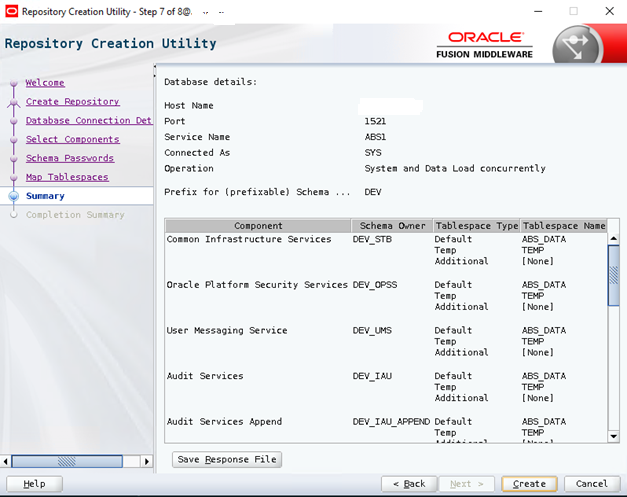 Repository Creation Utility - Step 7 of 8@.
Repository Creation Utility
ORACLE
FUSION MIDDLEWARE
Welcome
Create Repository
Database Connection Det
Select Components
Schema Passwords
Map Tablespaces
Summary
Completion Summary
Database details:
Host Name
Port 1521
Service Name ABS1
Connected As SYS
Operation System and Data Load concurrently
Prefix for (prefixable) Schema ... DEV
Component Schema Owner Tablespace Type Tablespace Name
Common Infrastructure Services DEV_STB Default ABS_DATA
Temp TEMP
Additional [None]
Oracle Platform Security Services DEV_OPSS Default ABS_DATA
Temp TEMP
Additional [None]
User Messaging Service DEV_UMS Default ABS_DATA
Temp TEMP
Additional [None]
Audit Services DEV_IAU Default ABS_DATA
Temp TEMP
Additional [None]
Audit Services Append DEV_IAU_APPEND Default ABS_DATA
Temp TEMP
Additional [None]
Save Response File
Help
< Back
Next >
Create
Cancel